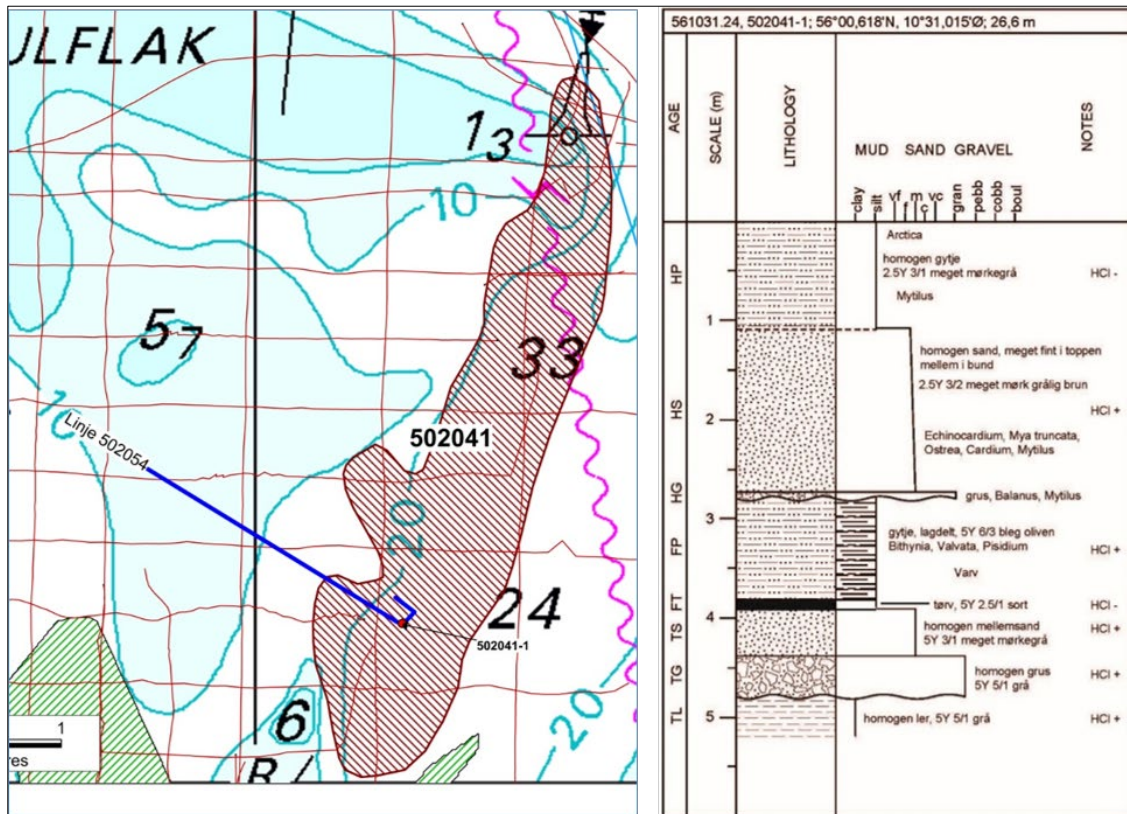 JLFLAK
13
10
57
33
10
Linje 502054
502041
20
24
502041-1
6
20
1
res
561031.24, 502041-1; 56°00,618'N, 10°31,015'Ø; 26,6 m
AGE
SCALE (m)
LITHOLOGY
MUD SAND GRAVEL
NOTES
clay
silt
vf
f
m
c
vc
gran
pebb
cobb
boul
HP
Arctica
homogen gytje
2.5Y 3/1 meget mørkegrå
HCl -
Mytilus
1
HS
homogen sand, meget fint i toppen
mellem i bund
2.5Y 3/2 meget mørk grålig brun
HCl +
2
Echinocardium, Mya truncata,
Ostrea, Cardium, Mytilus
HG
grus, Balanus, Mytilus
3
FP
gytje, lagdelt, 5Y 6/3 bleg oliven
Bithynia, Valvata, Pisidium
HCl +
Varv
FT
tørv, 5Y 2.5/1 sort
HCl -
4
TS
homogen mellemsand
5Y 3/1 meget mørkegrå
HCl +
TG
homogen grus
5Y 5/1 grå
HCl +
TL
5
homogen ler, 5Y 5/1 grå
HCl +